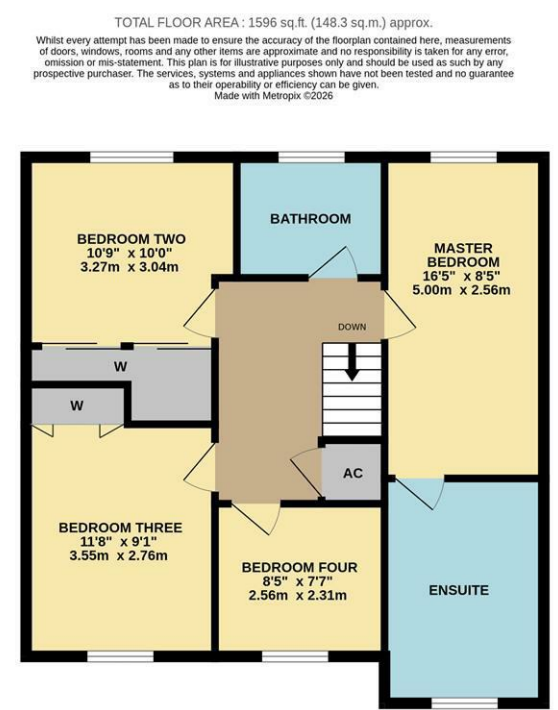 TOTAL FLOOR AREA : 1596 sq.ft. (148.3 sq.m.) approx.
Whilst every attempt has been made to ensure the accuracy of the floorplan contained here, measurements
of doors, windows, rooms and any other items are approximate and no responsibility is taken for any error,
omission or mis-statement. This plan is for illustrative purposes only and should be used as such by any
prospective purchaser. The services, systems and appliances shown have not been tested and no guarantee
as to their operability or efficiency can be given.
Made with Metropix ©2026
BEDROOM TWO
10'9" x 10'0"
3.27m x 3.04m
BATHROOM
MASTER
BEDROOM
16'5" x 8'5"
5.00m x 2.56m
DOWN
W
W
AC
BEDROOM THREE
11'8" x 9'1"
3.55m x 2.76m
BEDROOM FOUR
8'5" x 7'7"
2.56m x 2.31m
ENSUITE